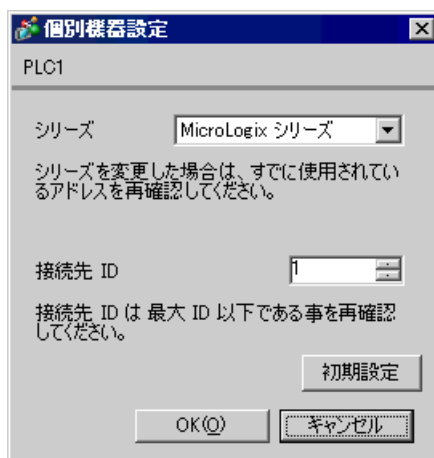 個別機器設定
PLC1
シリーズ
MicroLogix シリーズ
シリーズを変更した場合は、すでに使用されてい
るアドレスを再確認してください。
接続先 ID
1
接続先 ID は 最大 ID 以下である事を再確認
してください。
初期設定
OK(O)
キャンセル